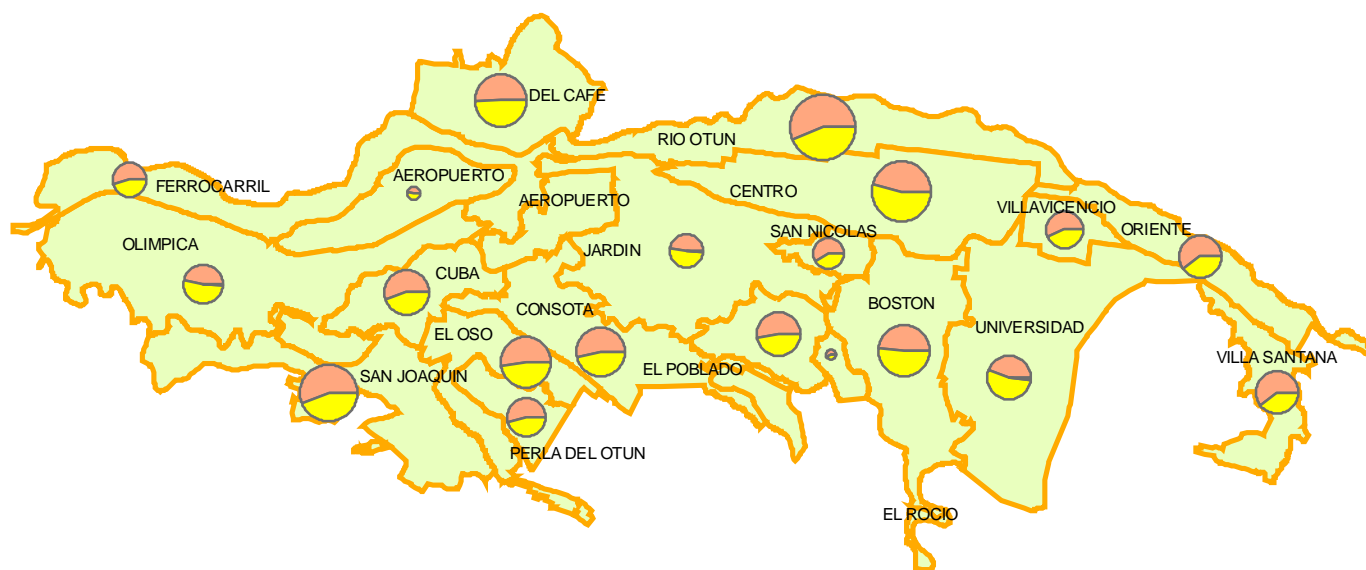 DEL CAFE
RIO OTUN
AEROPUERTO
FERROCARRIL
CENTRO
AEROPUERTO
VILLAVICENCIO
ORIENTE
SAN NICOLAS
OLIMPICA
JARDIN
CUBA
CONSOTA
BOSTON
EL OSO
UNIVERSIDAD
VILLA SANTANA
EL POBLADO
SAN JOAQUIN
PERLA DEL OTUN
EL ROCIO